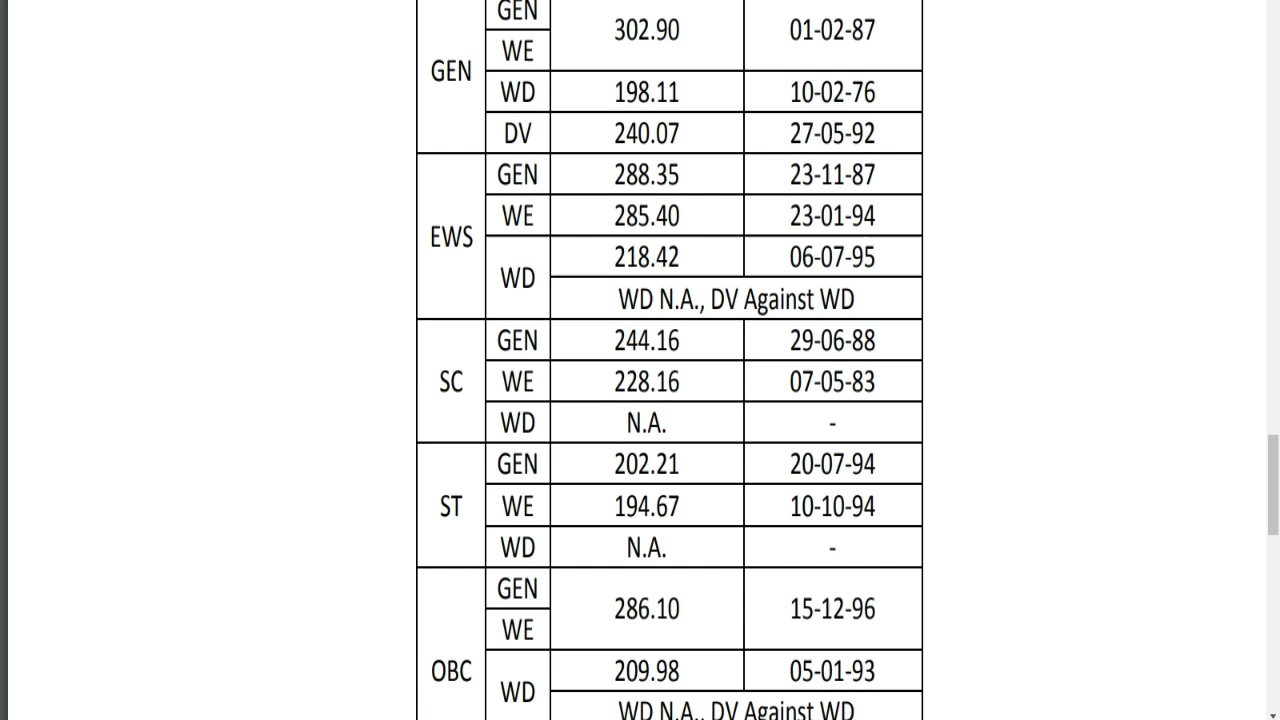 GEN GEN 302.90 01-02-87
WE
WD 198.11 10-02-76
DV 240.07 27-05-92
EWS GEN 288.35 23-11-87
WE 285.40 23-01-94
WD 218.42 06-07-95
WD N.A., DV Against WD
SC GEN 244.16 29-06-88
WE 228.16 07-05-83
WD N.A. -
ST GEN 202.21 20-07-94
WE 194.67 10-10-94
WD N.A. -
OBC GEN 286.10 15-12-96
WE
WD 209.98 05-01-93
WD N.A., DV Against WD